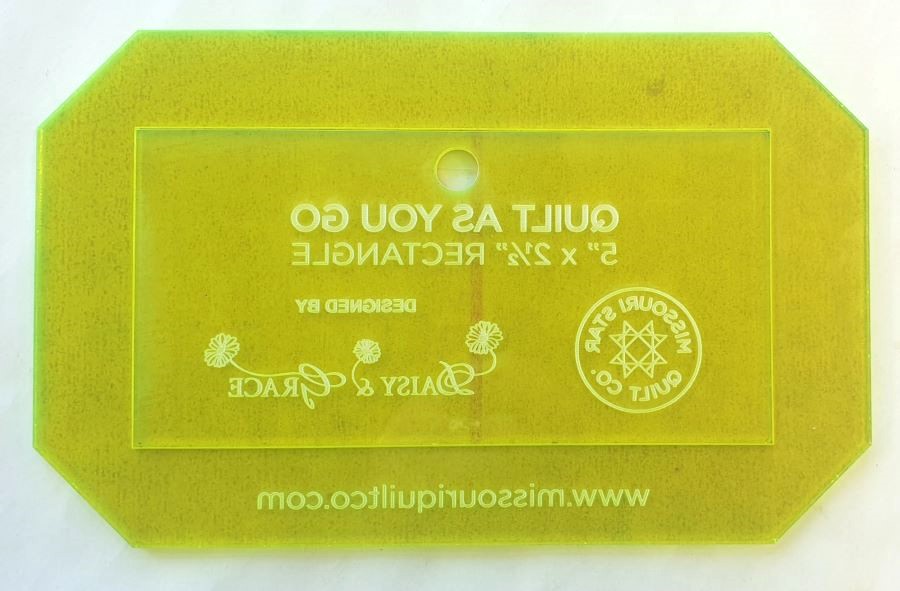 QUILT AS YOU GO
5" x 2½" RECTANGLE
DESIGNED BY
DAISY & GRACE
MISSOURI STAR
QUILT CO.
www.missouriquiltco.com